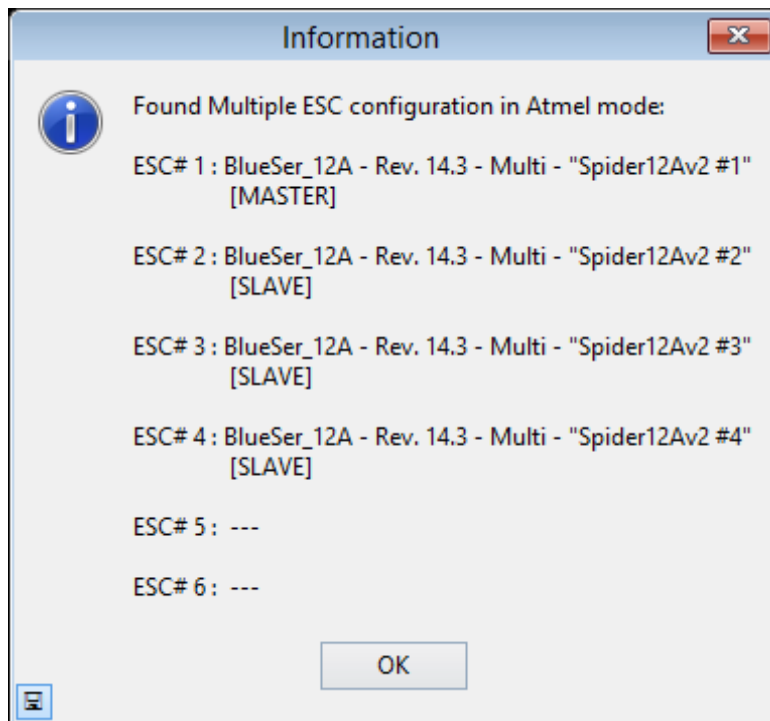 Information
Found Multiple ESC configuration in Atmel mode:
ESC# 1 : BlueSer_12A - Rev. 14.3 - Multi - "Spider12Av2 #1"
[MASTER]
ESC# 2 : BlueSer_12A - Rev. 14.3 - Multi - "Spider12Av2 #2"
[SLAVE]
ESC# 3 : BlueSer_12A - Rev. 14.3 - Multi - "Spider12Av2 #3"
[SLAVE]
ESC# 4 : BlueSer_12A - Rev. 14.3 - Multi - "Spider12Av2 #4"
[SLAVE]
ESC# 5 : ---
ESC# 6 : ---
OK